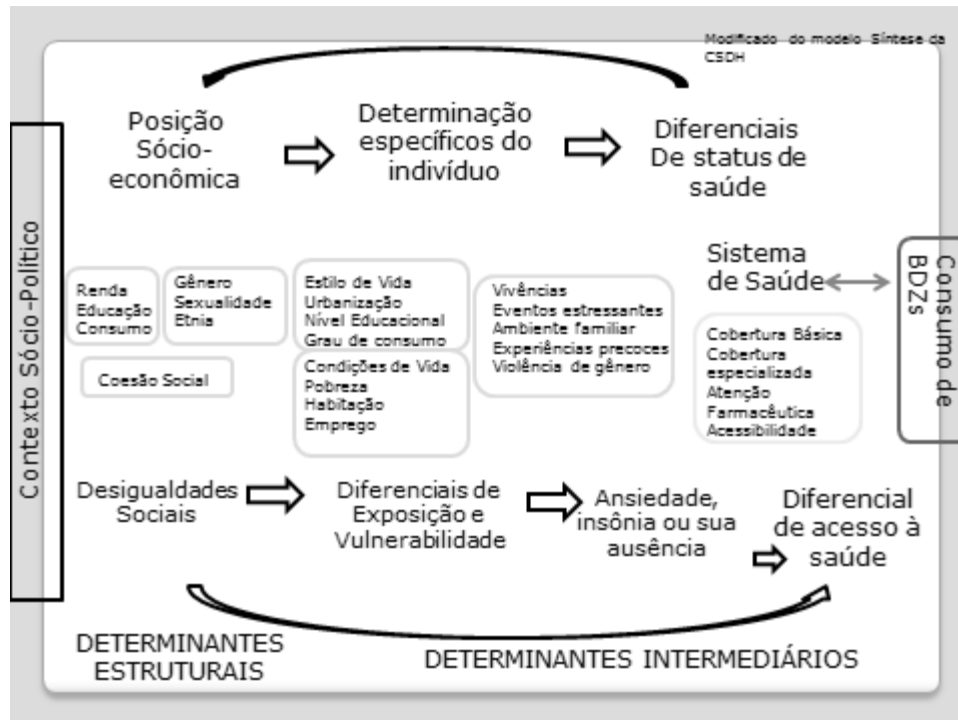 Modificado do modelo Síntese da
CSDH
Posição
Sócio-
econômica
Determinação
específicos do
indivíduo
Diferenciais
De status de
saúde
Contexto Sócio-Político
Renda
Educação
Consumo
Gênero
Sexualidade
Etnia
Coesão Social
Estilo de Vida
Urbanização
Nível Educacional
Grau de consumo
Condições de Vida
Pobreza
Habitação
Emprego
Vivências
Eventos estressantes
Ambiente familiar
Experiências precoces
Violência de gênero
Sistema
de Saúde
Cobertura Básica
Cobertura
especializada
Atenção
Farmacêutica
Acessibilidade
Consumo de
BDZs
Desigualdades
Sociais
Diferenciais de
Exposição e
Vulnerabilidade
Ansiedade,
insônia ou sua
ausência
Diferencial
de acesso à
saúde
DETERMINANTES
ESTRUTURAIS
DETERMINANTES INTERMEDIÁRIOS